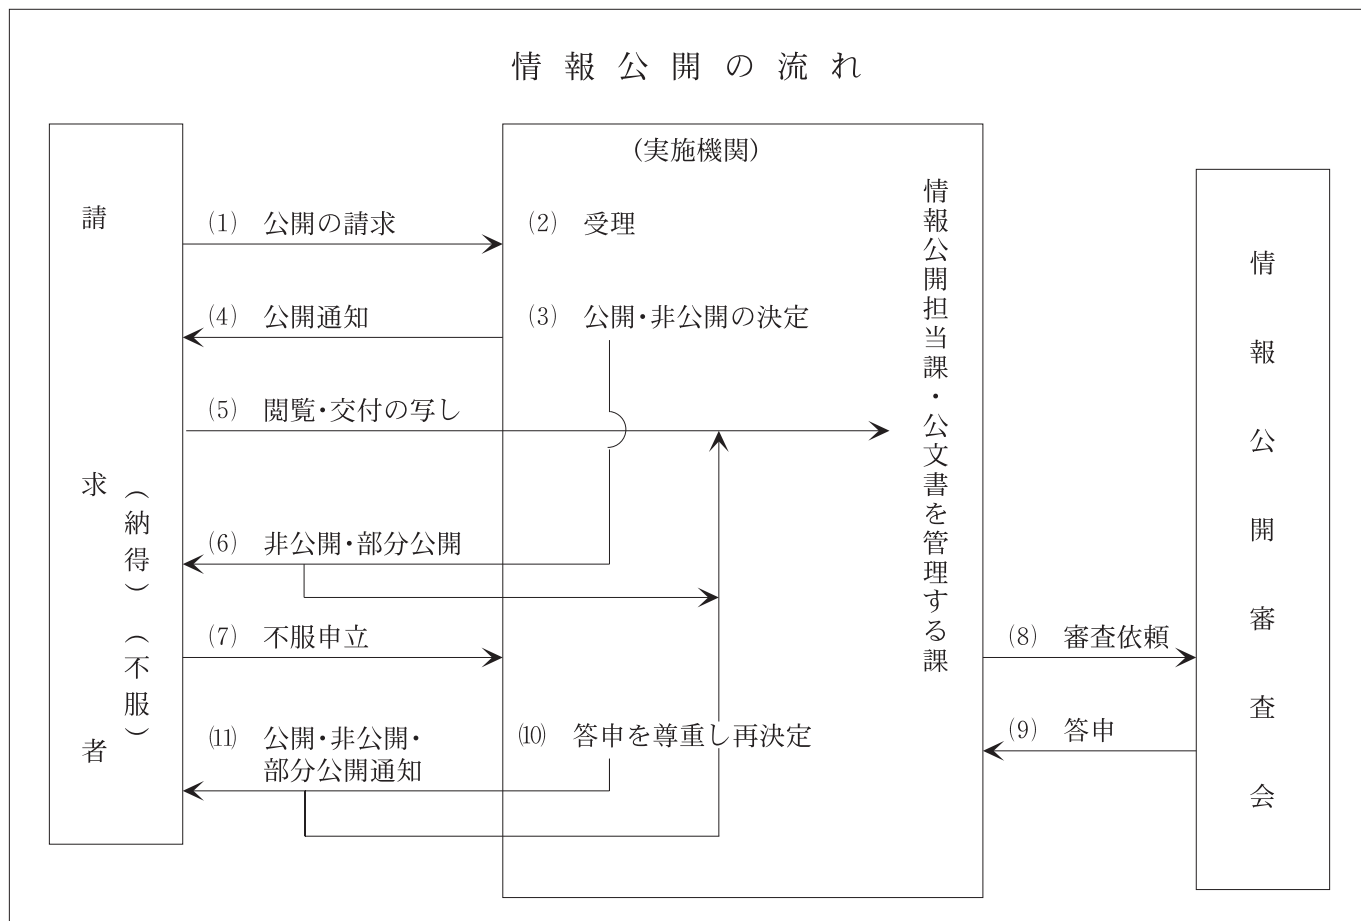 情報公開の流れ
請求者
(納得)
(不服)
(実施機関)
情報公開担当課・公文書を管理する課
情報公開審査会
(1) 公開の請求
(2) 受理
(4) 公開通知
(3) 公開・非公開の決定
(5) 閲覧・交付の写し
(6) 非公開・部分公開
(7) 不服申立
(8) 審査依頼
(9) 答申
(10) 答申を尊重し再決定
(11) 公開・非公開・
部分公開通知